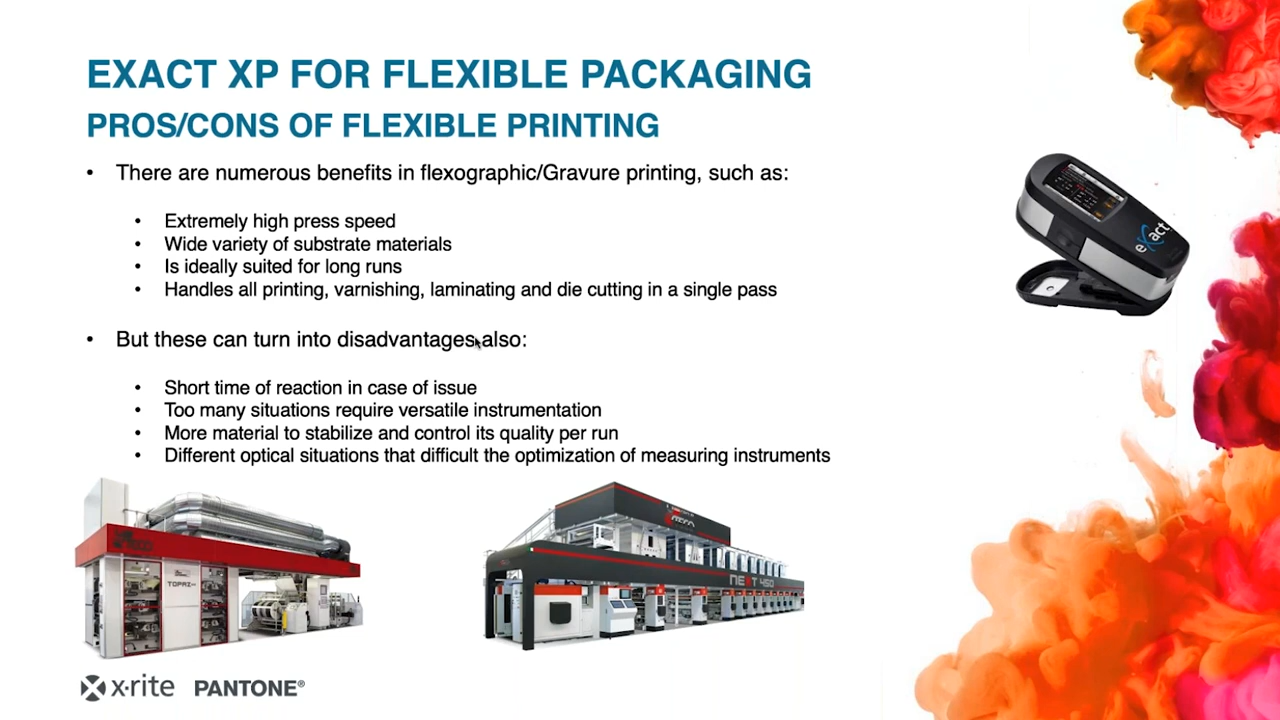 EXACT XP FOR FLEXIBLE PACKAGING
PROS/CONS OF FLEXIBLE PRINTING
• There are numerous benefits in flexographic/Gravure printing, such as:
• Extremely high press speed
• Wide variety of substrate materials
• Is ideally suited for long runs
• Handles all printing, varnishing, laminating and die cutting in a single pass
• But these can turn into disadvantages also:
• Short time of reaction in case of issue
• Too many situations require versatile instrumentation
• More material to stabilize and control its quality per run
• Different optical situations that difficult the optimization of measuring instruments
eXact
TOPAZ
NEXT 450
x·rite PANTONE®